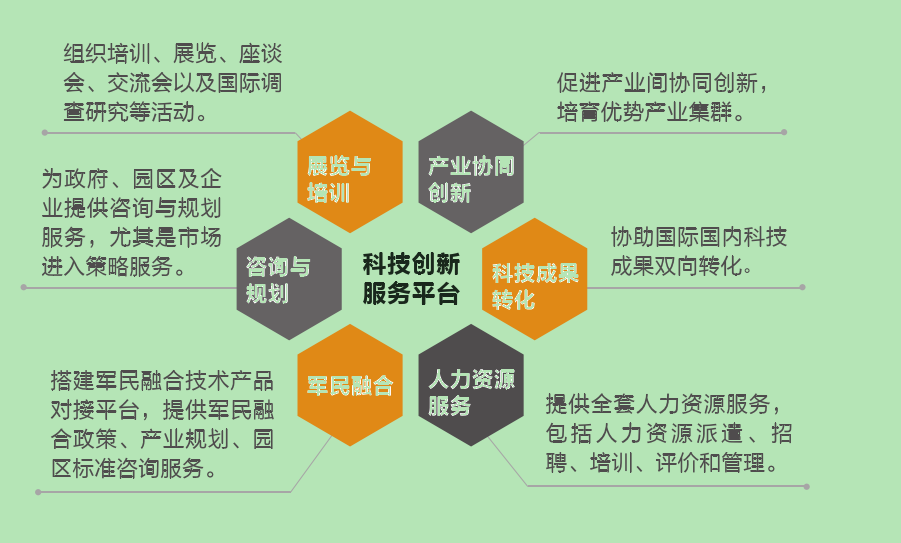 组织培训、展览、座谈
会、交流会以及国际调
查研究等活动。
促进产业间协同创新，
培育优势产业集群。
展览与
培训
产业协同
创新
为政府、园区及企
业提供咨询与规划
服务，尤其是市场
进入策略服务。
咨询与
规划
科技创新
服务平台
科技成果
转化
协助国际国内科技
成果双向转化。
搭建军民融合技术产品
对接平台，提供军民融
合政策、产业规划、园
区标准咨询服务。
军民融合
人力资源
服务
提供全套人力资源服务，
包括人力资源派遣、招
聘、培训、评价和管理。